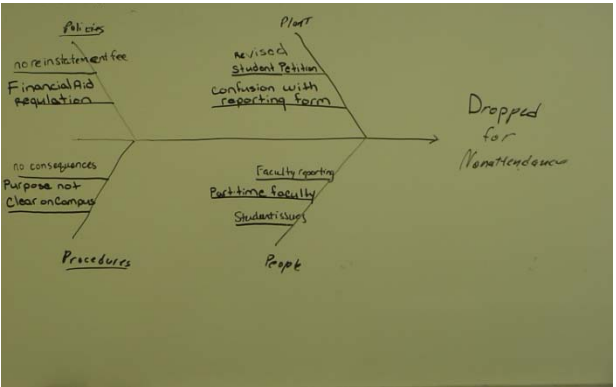 Policies
no reinstatement fee
Financial Aid
Regulation
Plant
Revised
Student Petition
Confusion with
reporting form
Dropped
for
Nonattendance
no consequences
Purpose not
Clear on Campus
Procedures
Faculty reporting
Part-time faculty
Student issues
People